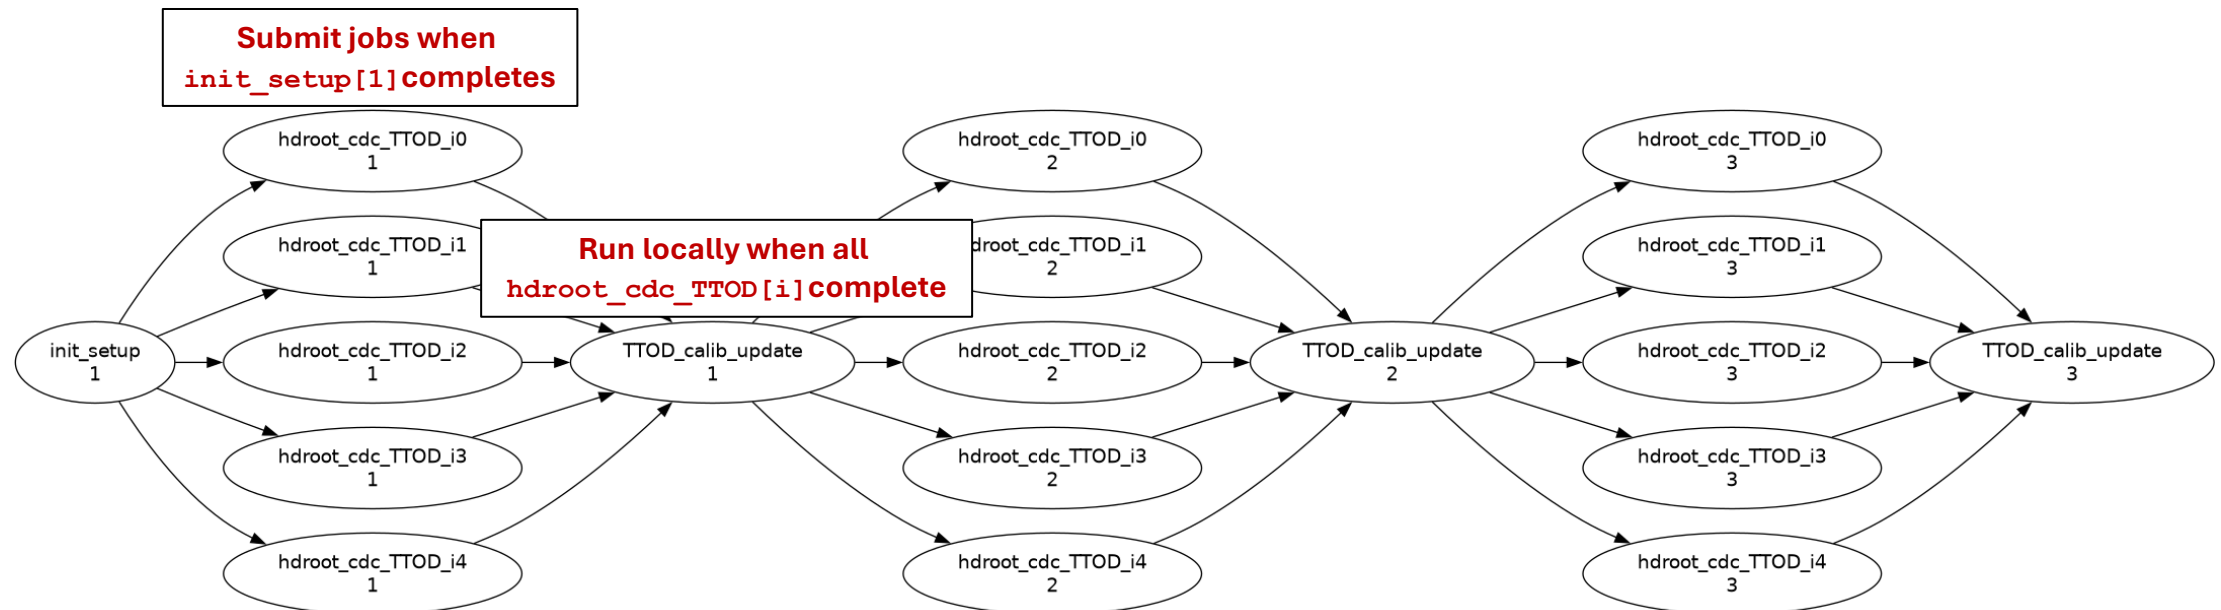 Submit jobs when
init_setup[1] completes
hdroot_cdc_TTOD_i0
1
hdroot_cdc_TTOD_i0
2
hdroot_cdc_TTOD_i0
3
hdroot_cdc_TTOD_i1
1
Run locally when all
hdroot_cdc_TTOD[i] complete
droot_cdc_TTOD_i1
2
hdroot_cdc_TTOD_i1
3
init_setup
1
hdroot_cdc_TTOD_i2
1
TTOD_calib_update
1
hdroot_cdc_TTOD_i2
2
TTOD_calib_update
2
hdroot_cdc_TTOD_i2
3
TTOD_calib_update
3
hdroot_cdc_TTOD_i3
1
hdroot_cdc_TTOD_i3
2
hdroot_cdc_TTOD_i3
3
hdroot_cdc_TTOD_i4
1
hdroot_cdc_TTOD_i4
2
hdroot_cdc_TTOD_i4
3